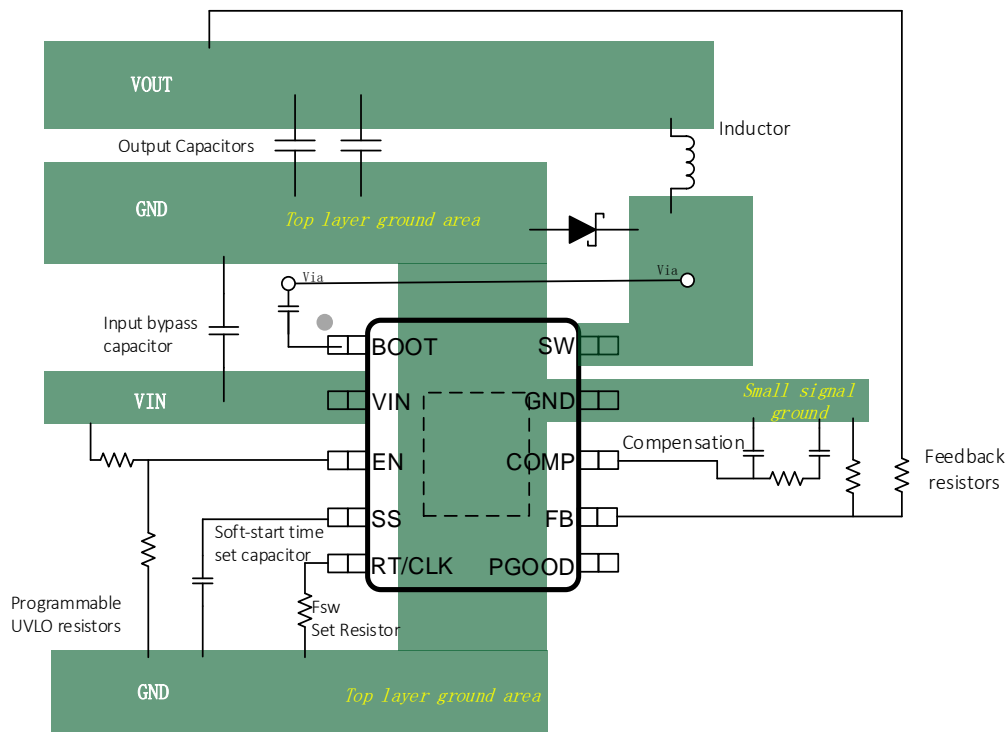 VOUT
Output Capacitors
Inductor
GND
Top layer ground area
Via
Via
Input bypass
capacitor
BOOT
SW
VIN
VIN
GND
Small signal
ground
EN
COMP
Compensation
Feedback
resistors
SS
FB
Soft-start time
set capacitor
RT/CLK
PGOOD
Programmable
UVLO resistors
Fsw
Set Resistor
GND
Top layer ground area